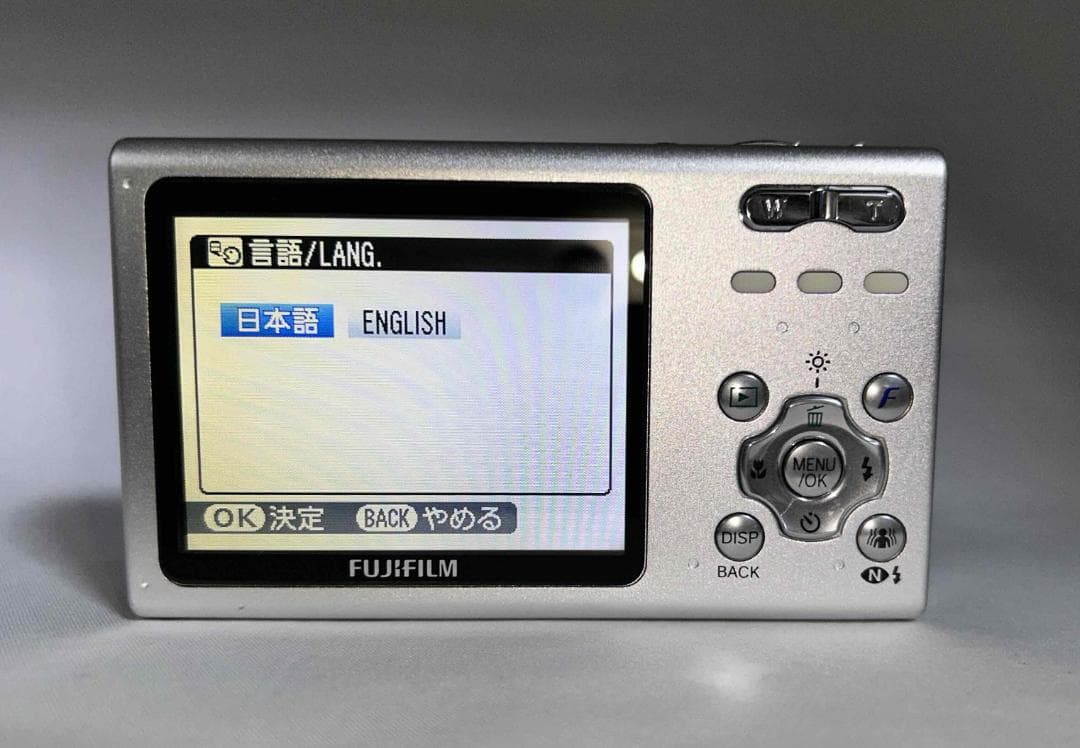 W T
言語/LANG.
日本語 ENGLISH
F
MENU
/OK
OK 決定 BACK やめる
DISP
BACK
N
FUJIFILM